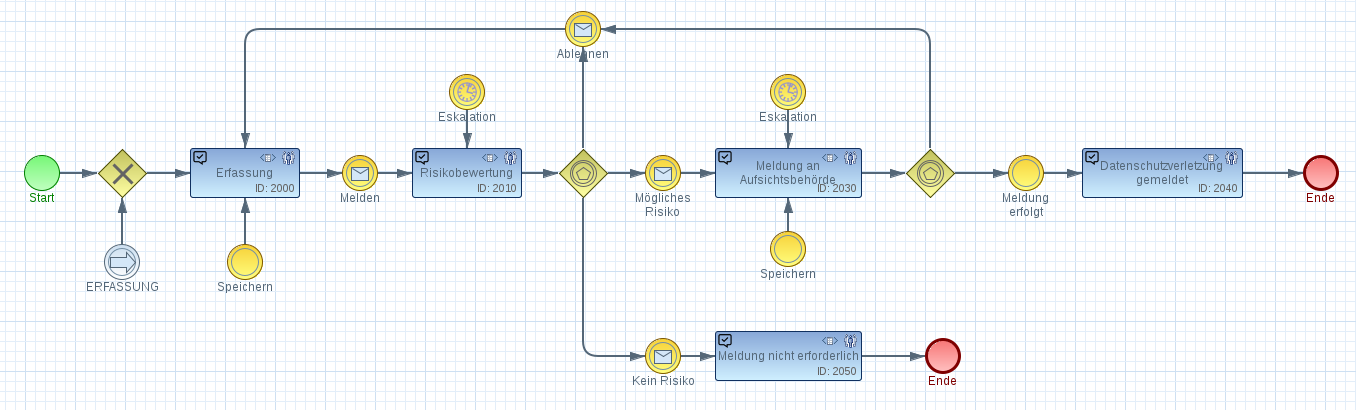 Ablehnen
Eskalation
Eskalation
Start
Erfassung
ID: 2000
Melden
Risikobewertung
ID: 2010
Mögliches
Risiko
Meldung an
Aufsichtsbehörde
ID: 2030
Meldung
erfolgt
Datenschutzverletzung
gemeldet
ID: 2040
Ende
ERFASSUNG
Speichern
Speichern
Kein Risiko
Meldung nicht erforderlich
ID: 2050
Ende